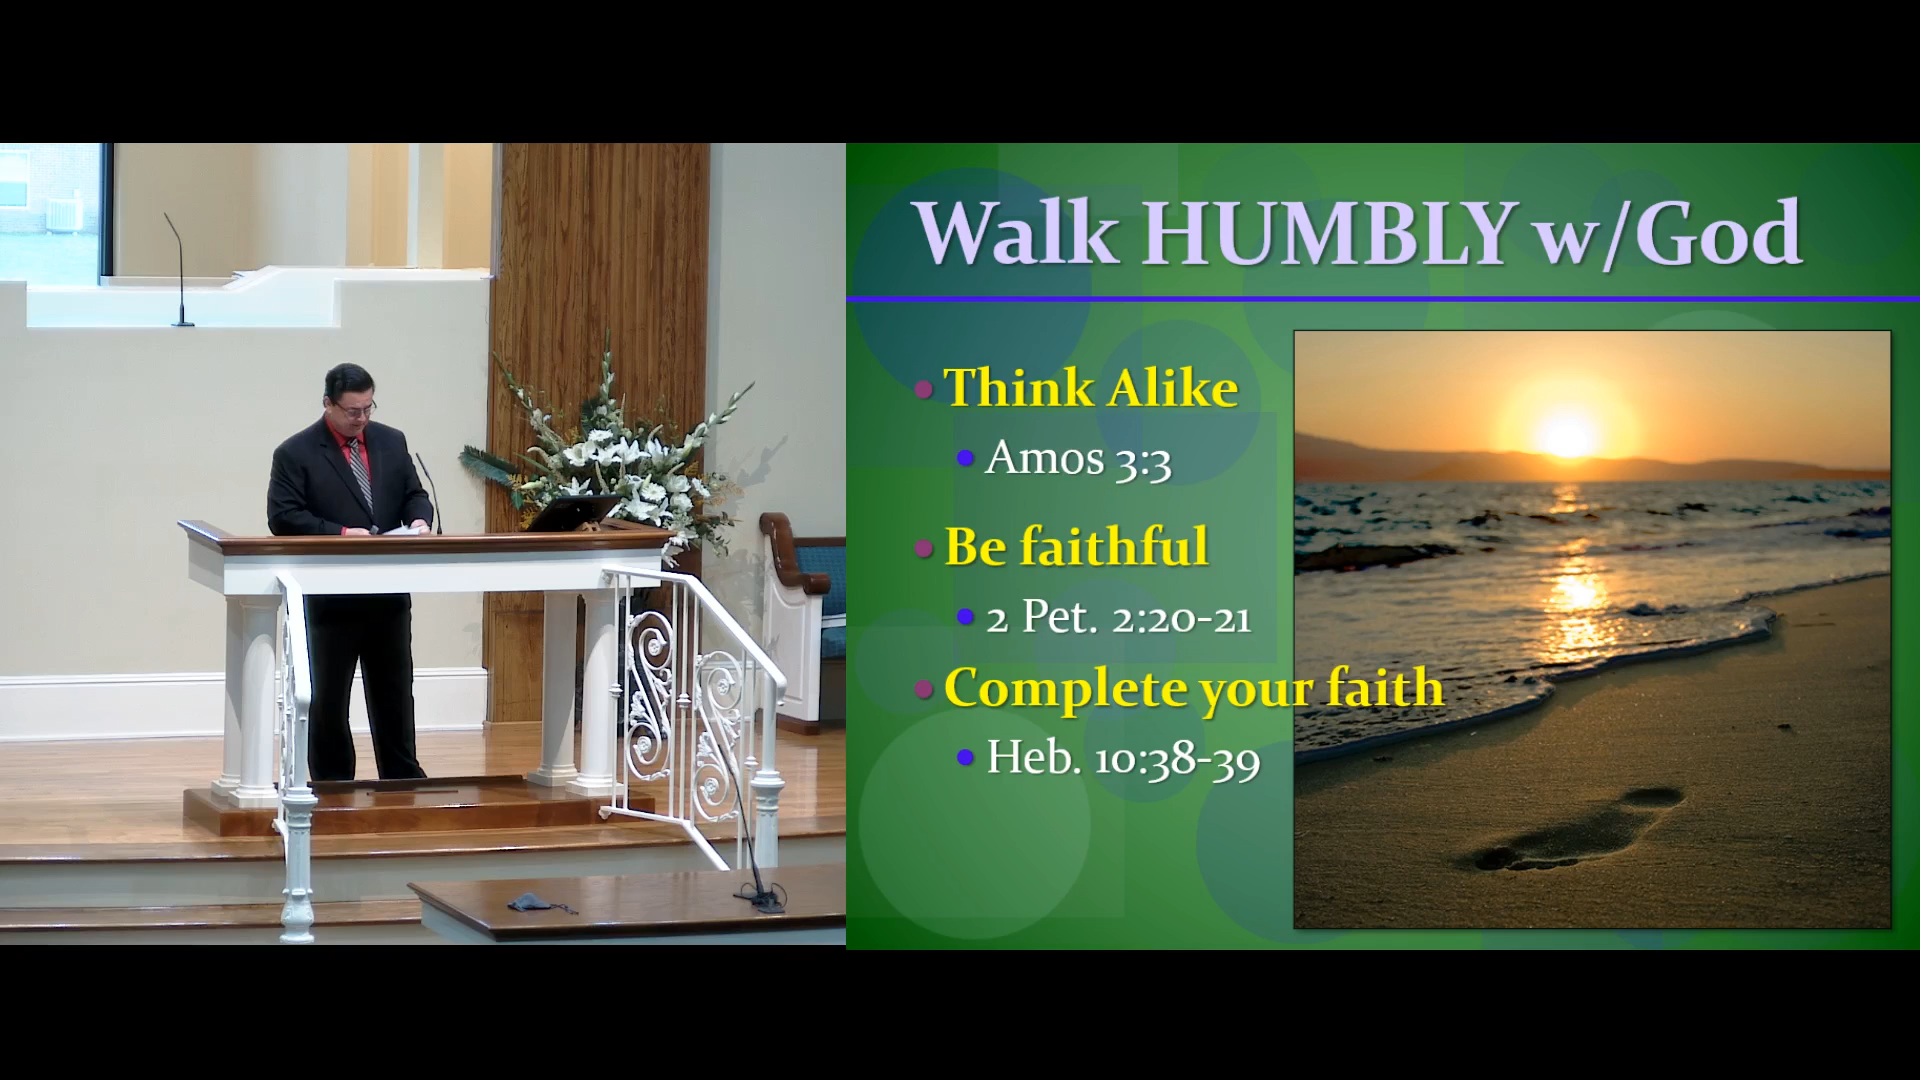 Walk HUMBLY w/God
Think Alike
Amos 3:3
Be faithful
2 Pet. 2:20-21
Complete your faith
Heb. 10:38-39